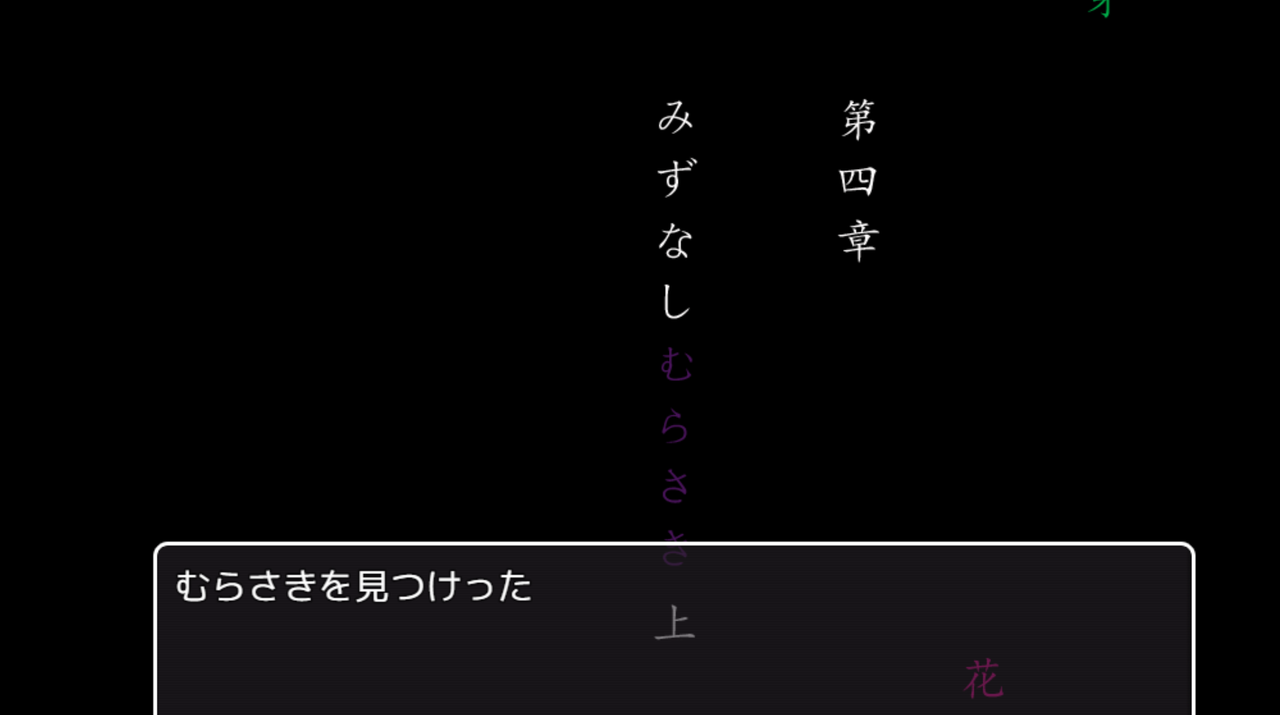 第四章
みずなしむらさき上
花
むらさきを見つけった